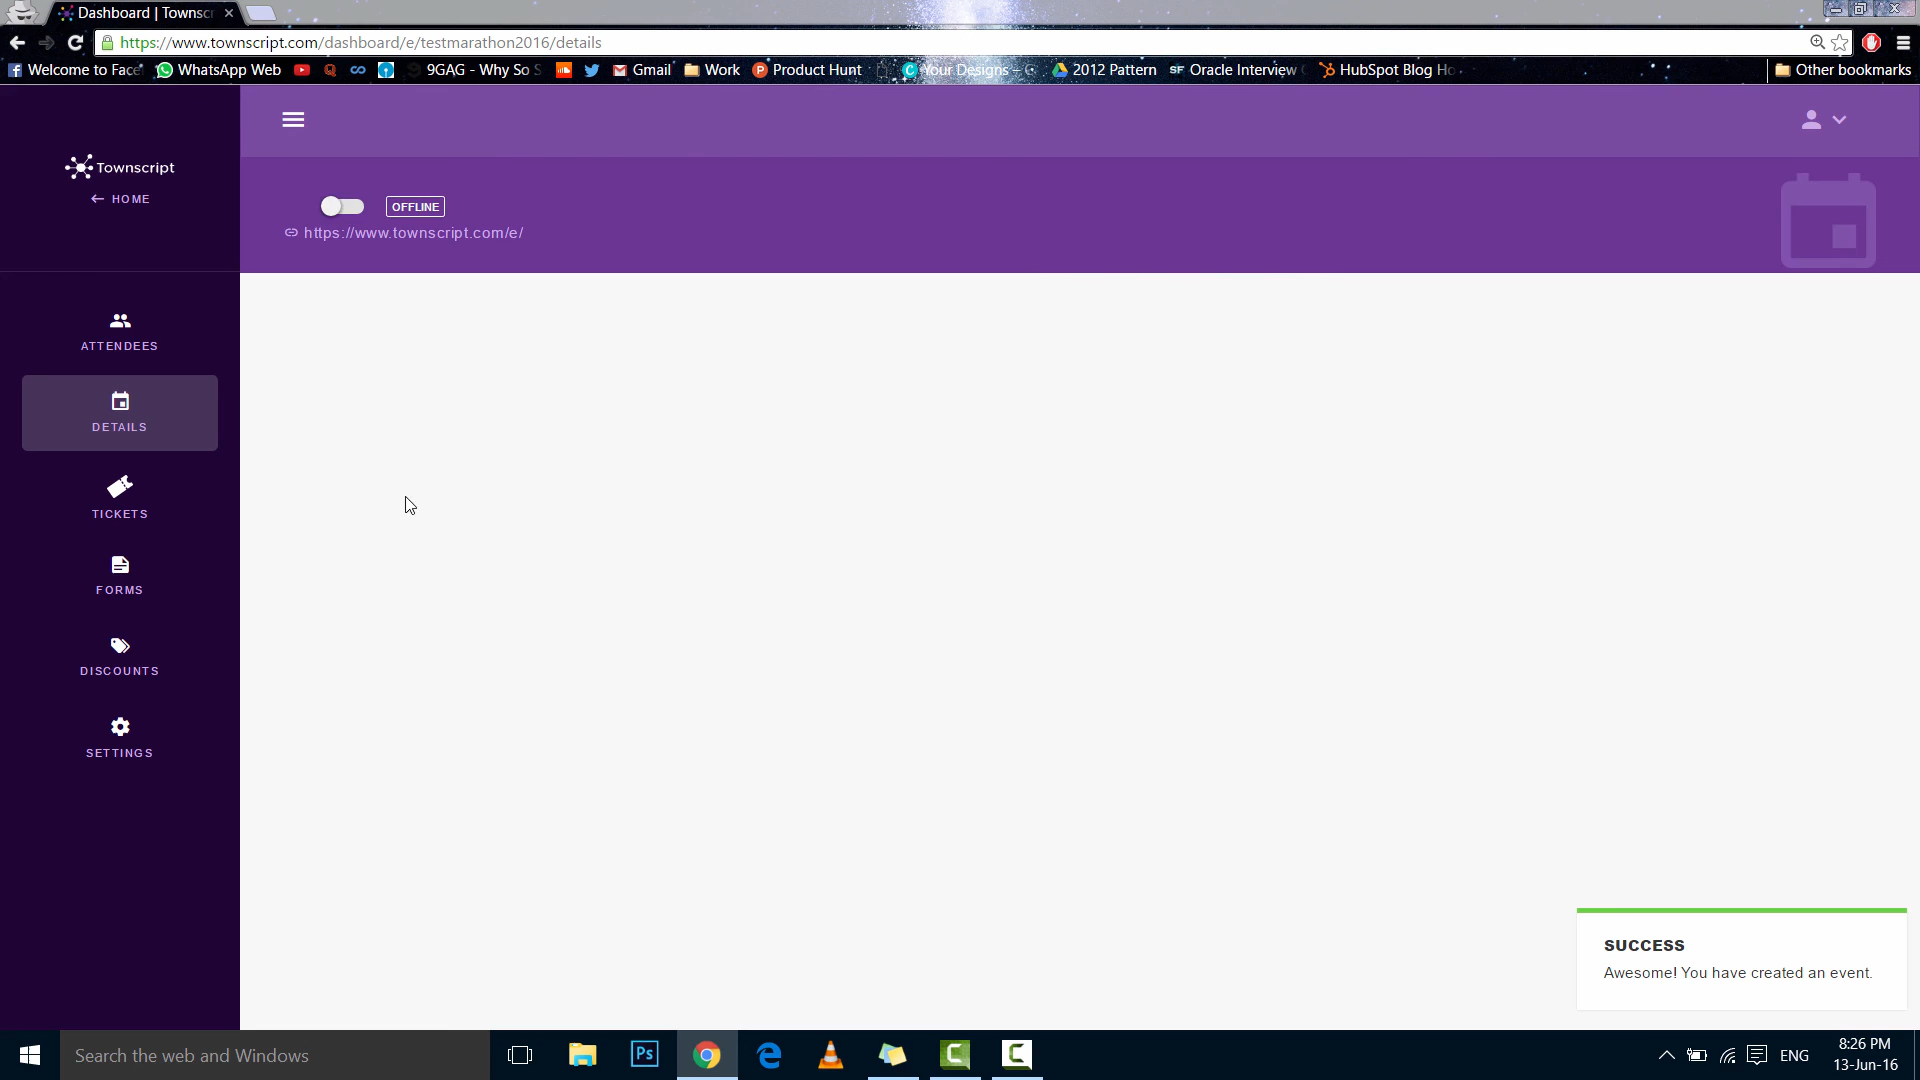 Dashboard | Townscr
https://www.townscript.com/dashboard/e/testmarathon2016/details
Welcome to Face
WhatsApp Web
9GAG - Why So S
Gmail
Work
Product Hunt
Your Designs –
2012 Pattern
SF Oracle Interview
HubSpot Blog Ho
Other bookmarks
Townscript
HOME
OFFLINE
https://www.townscript.com/e/
ATTENDEES
DETAILS
TICKETS
FORMS
DISCOUNTS
SETTINGS
SUCCESS
Awesome! You have created an event.
Search the web and Windows
Ps
ENG
8:26 PM
13-Jun-16